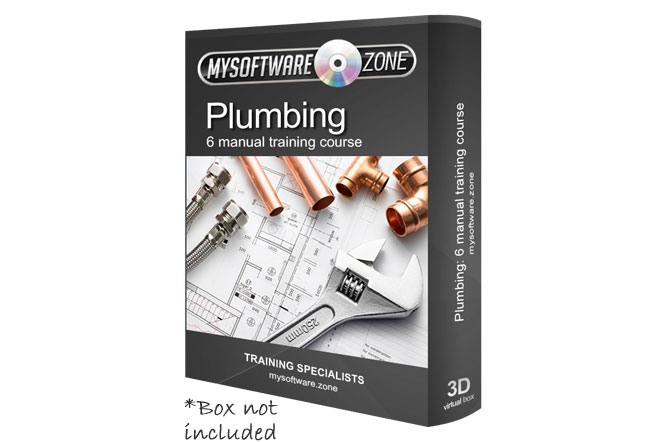 MYSOFTWARE ZONE
Plumbing
6 manual training course
250mm
TRAINING SPECIALISTS
mysoftware.zone
Plumbing: 6 manual training course
mysoftware.zone
3D
virtual box
*Box not
included